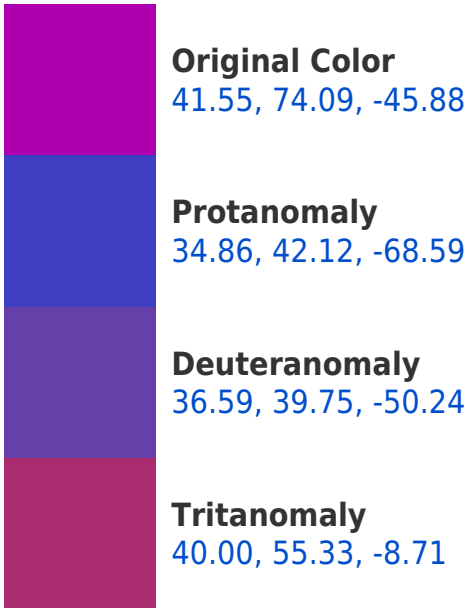 Original Color
41.55, 74.09, -45.88
Protanomaly
34.86, 42.12, -68.59
Deuteranomaly
36.59, 39.75, -50.24
Tritanomaly
40.00, 55.33, -8.71